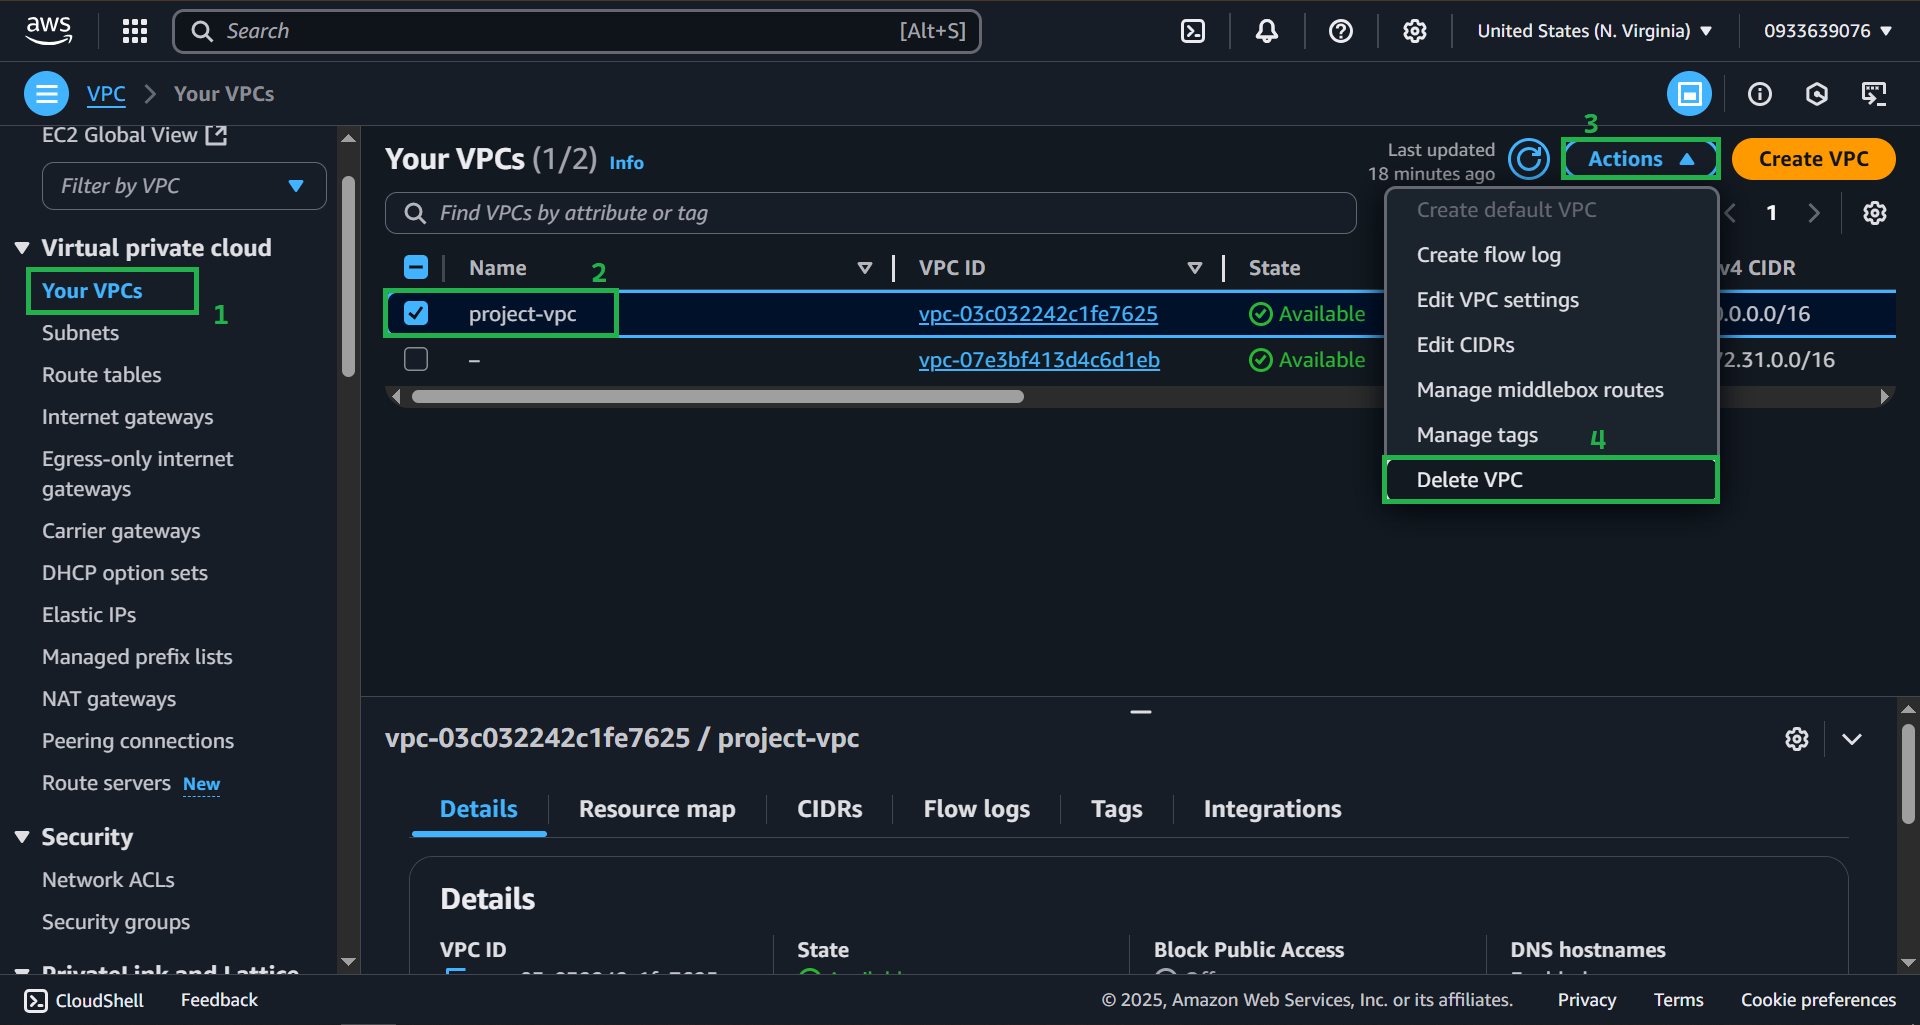 aws
Search [Alt+S]
United States (N. Virginia)
0933639076
VPC
Your VPCs
EC2 Global View
Filter by VPC
Virtual private cloud
Your VPCs
1
Subnets
Route tables
Internet gateways
Egress-only internet
gateways
Carrier gateways
DHCP option sets
Elastic IPs
Managed prefix lists
NAT gateways
Peering connections
Route servers New
Security
Network ACLs
Security groups
PrivateLink and Lattice
Your VPCs (1/2) Info
Last updated
18 minutes ago
3
Actions
Create VPC
Find VPCs by attribute or tag
1
Name
2
VPC ID
State
v4 CIDR
project-vpc vpc-03c032242c1fe7625 Available 0.0.0/16
– vpc-07e3bf413d4c6d1eb Available 2.31.0.0/16
Create default VPC
Create flow log
Edit VPC settings
Edit CIDRs
Manage middlebox routes
Manage tags
4
Delete VPC
vpc-03c032242c1fe7625 / project-vpc
Details
Resource map
CIDRs
Flow logs
Tags
Integrations
Details
VPC ID
State
Block Public Access
DNS hostnames
CloudShell
Feedback
© 2025, Amazon Web Services, Inc. or its affiliates.
Privacy
Terms
Cookie preferences